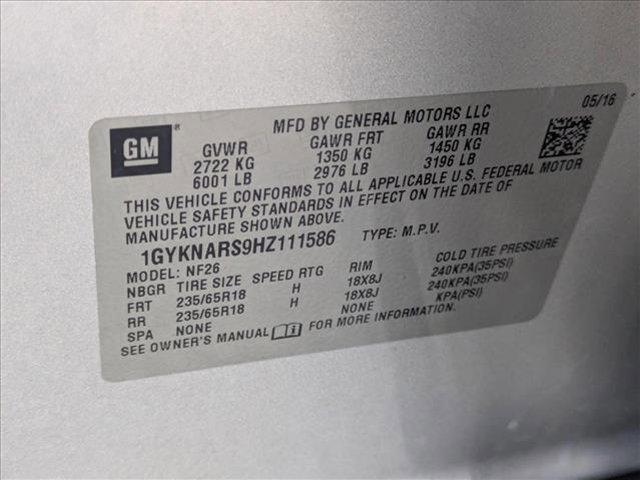 MFD BY GENERAL MOTORS LLC 05/16
GM ® GVWR GAWR FRT GAWR RR
2722 KG 1350 KG 1450 KG
6001 LB 2976 LB 3196 LB
THIS VEHICLE CONFORMS TO ALL APPLICABLE U.S. FEDERAL MOTOR
VEHICLE SAFETY STANDARDS IN EFFECT ON THE DATE OF
MANUFACTURE SHOWN ABOVE.
1GYKNARS9HZ111586 TYPE: M.P.V.
MODEL: NF26
NBGR TIRE SIZE SPEED RTG RIM COLD TIRE PRESSURE
FRT 235/65R18 H 18X8J 240KPA(35PSI)
RR 235/65R18 H 18X8J 240KPA(35PSI)
SPA NONE NONE KPA(PSI)
SEE OWNER'S MANUAL FOR MORE INFORMATION.